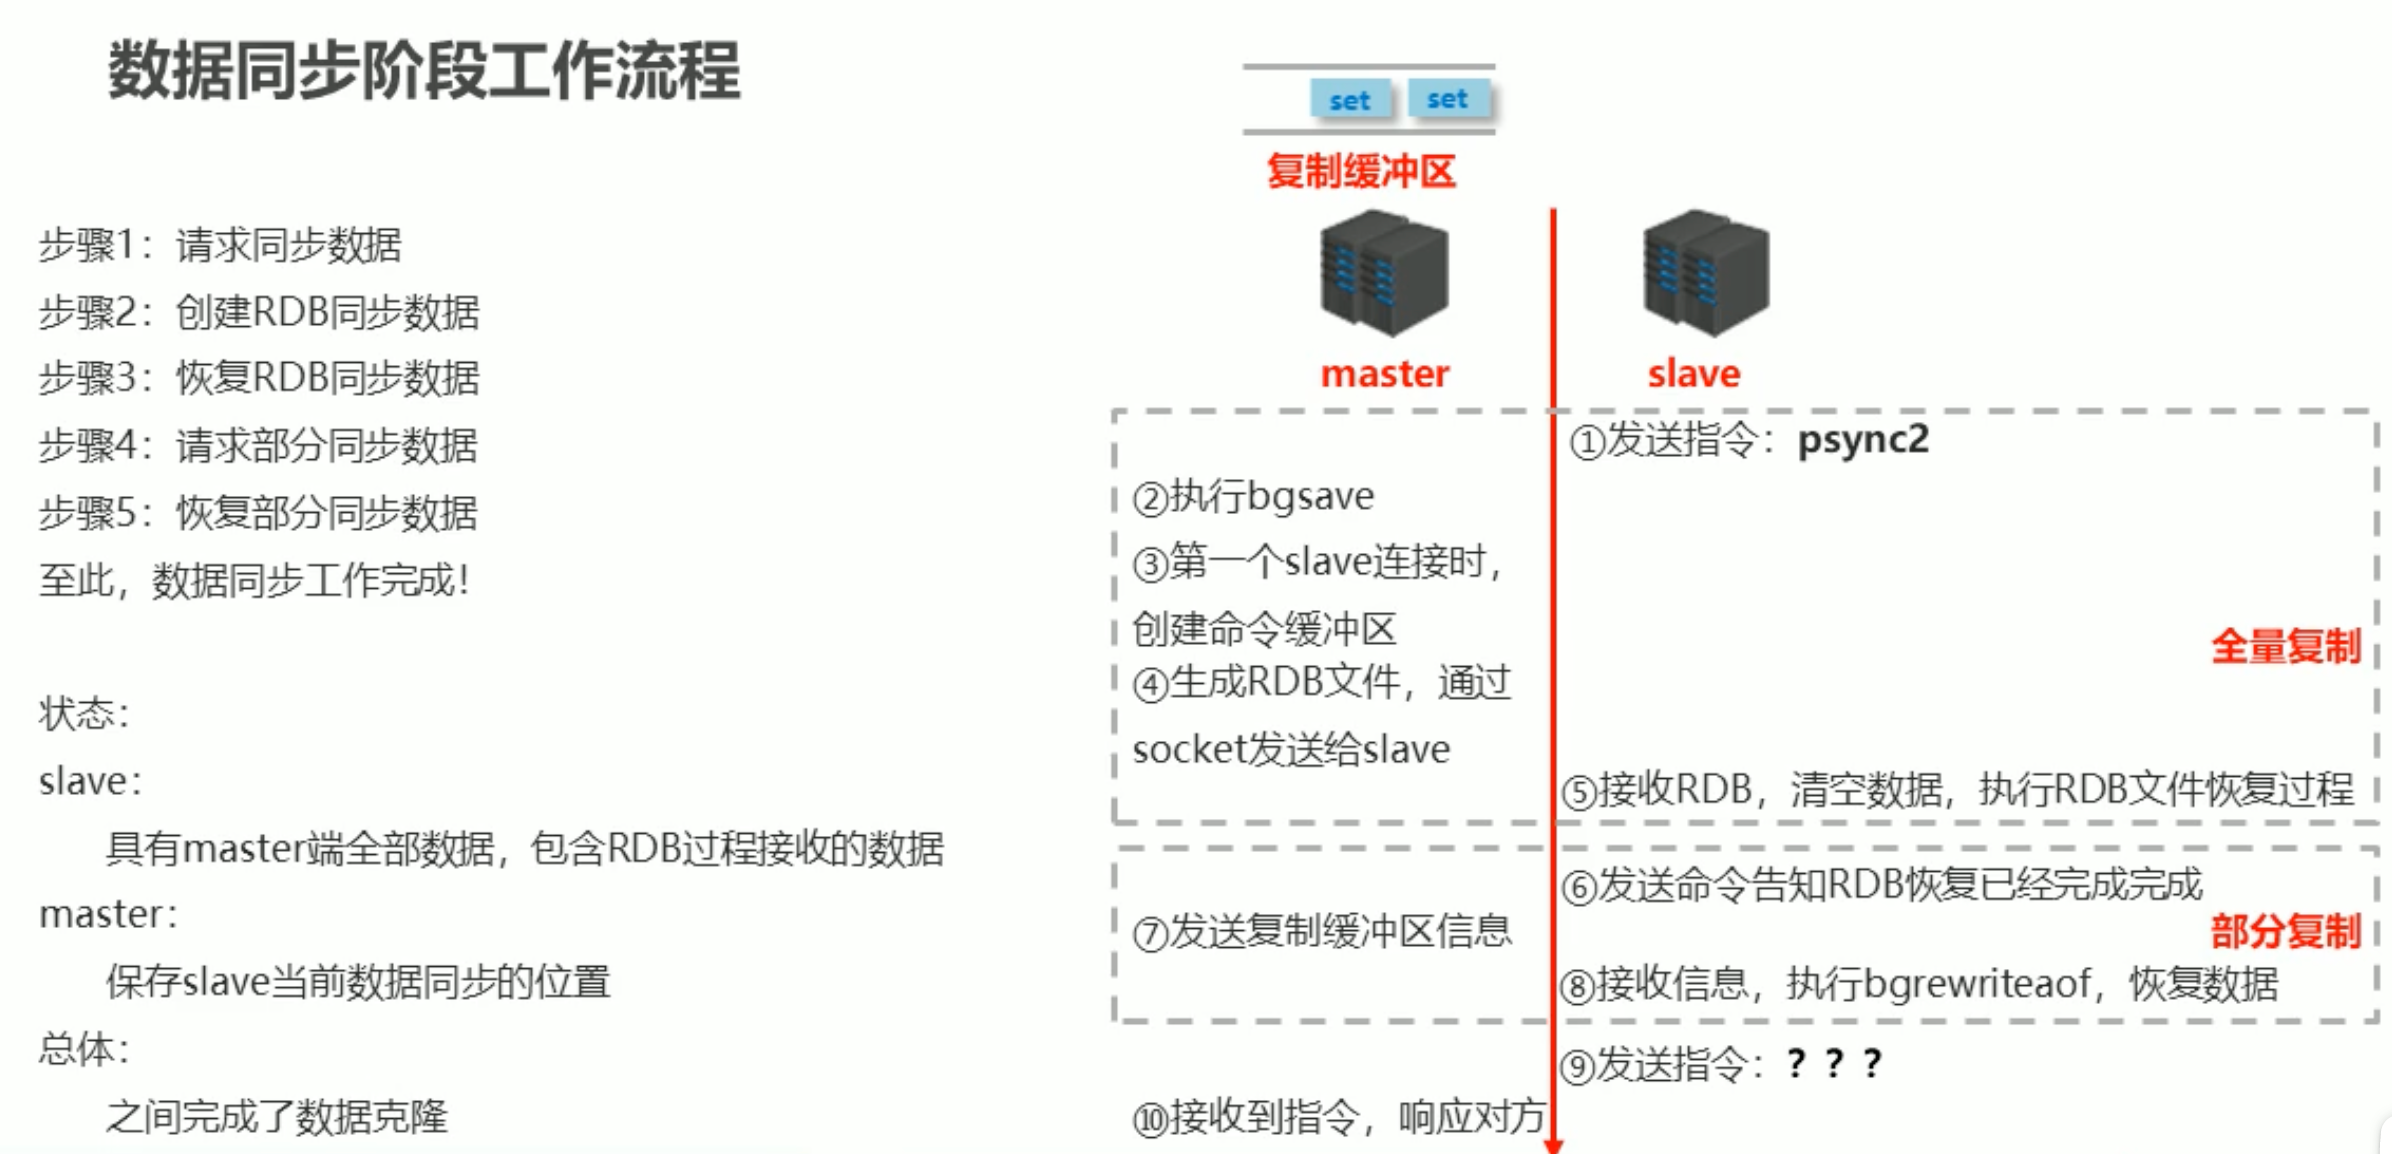 数据同步阶段工作流程
步骤1：请求同步数据
步骤2：创建RDB同步数据
步骤3：恢复RDB同步数据
步骤4：请求部分同步数据
步骤5：恢复部分同步数据
至此，数据同步工作完成！
状态：
slave：
具有master端全部数据，包含RDB过程接收的数据
master：
保存slave当前数据同步的位置
总体：
之间完成了数据克隆
set set
复制缓冲区
master slave
①发送指令：psync2
②执行bgsave
③第一个slave连接时，
创建命令缓冲区
全量复制
④生成RDB文件，通过
socket发送给slave
⑤接收RDB，清空数据，执行RDB文件恢复过程
⑥发送命令告知RDB恢复已经完成完成
⑦发送复制缓冲区信息
部分复制
⑧接收信息，执行bgrewriteaof，恢复数据
⑨发送指令：？？？
⑩接收到指令，响应对方